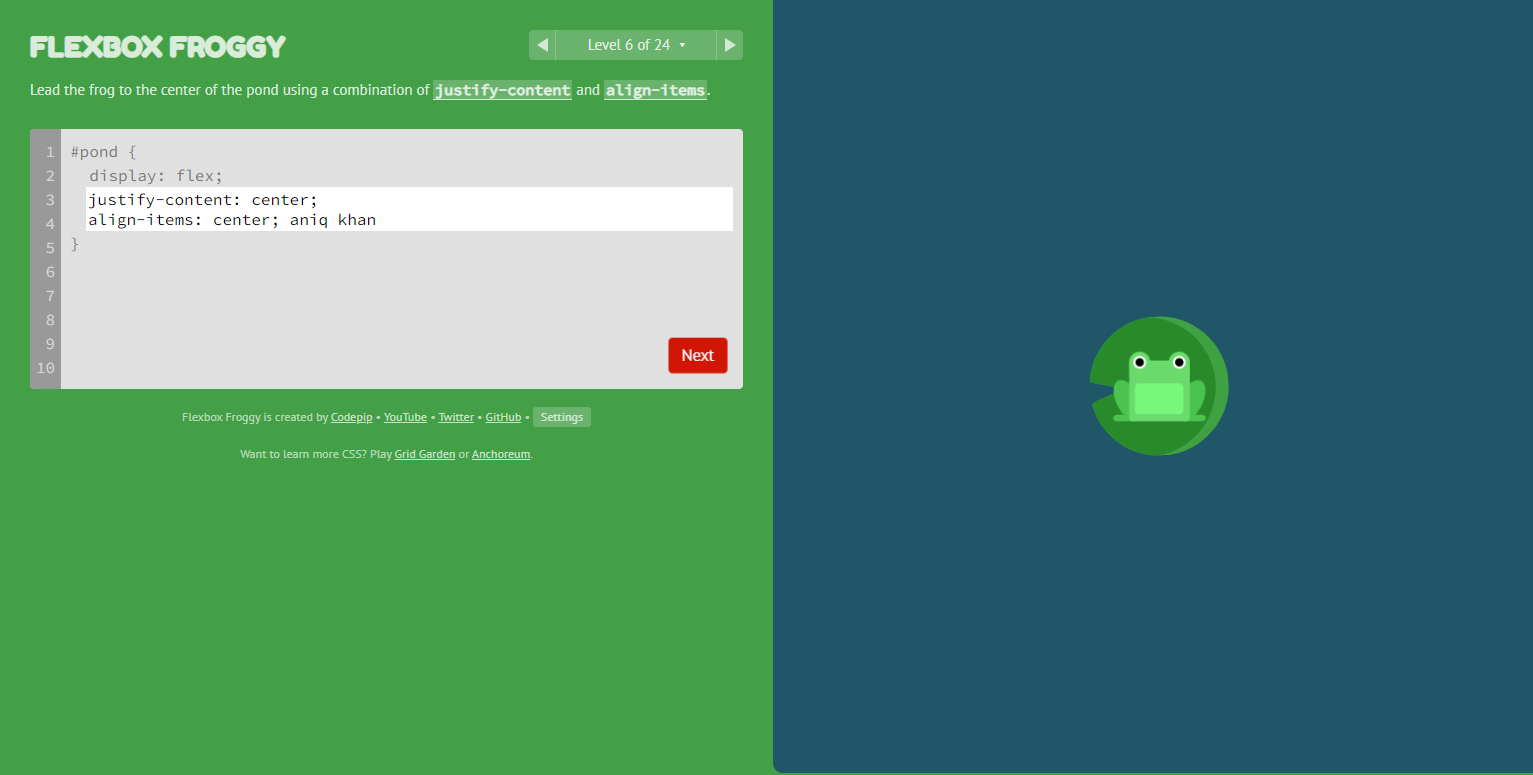 FLEXBOX FROGGY
◀ Level 6 of 24 ▾ ▶
Lead the frog to the center of the pond using a combination of justify-content and align-items.
1 #pond {
2 display: flex;
3 justify-content: center;
4 align-items: center; aniq khan
5 }
6
7
8
9
10
Next
Flexbox Froggy is created by Codepip • YouTube • Twitter • GitHub • Settings
Want to learn more CSS? Play Grid Garden or Anchoreum.